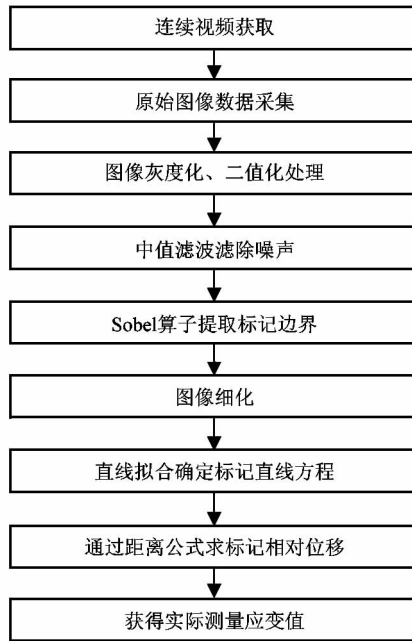 连续视频获取
原始图像数据采集
图像灰度化、二值化处理
中值滤波滤除噪声
Sobel算子提取标记边界
图像细化
直线拟合确定标记直线方程
通过距离公式求标记相对位移
获得实际测量应变值